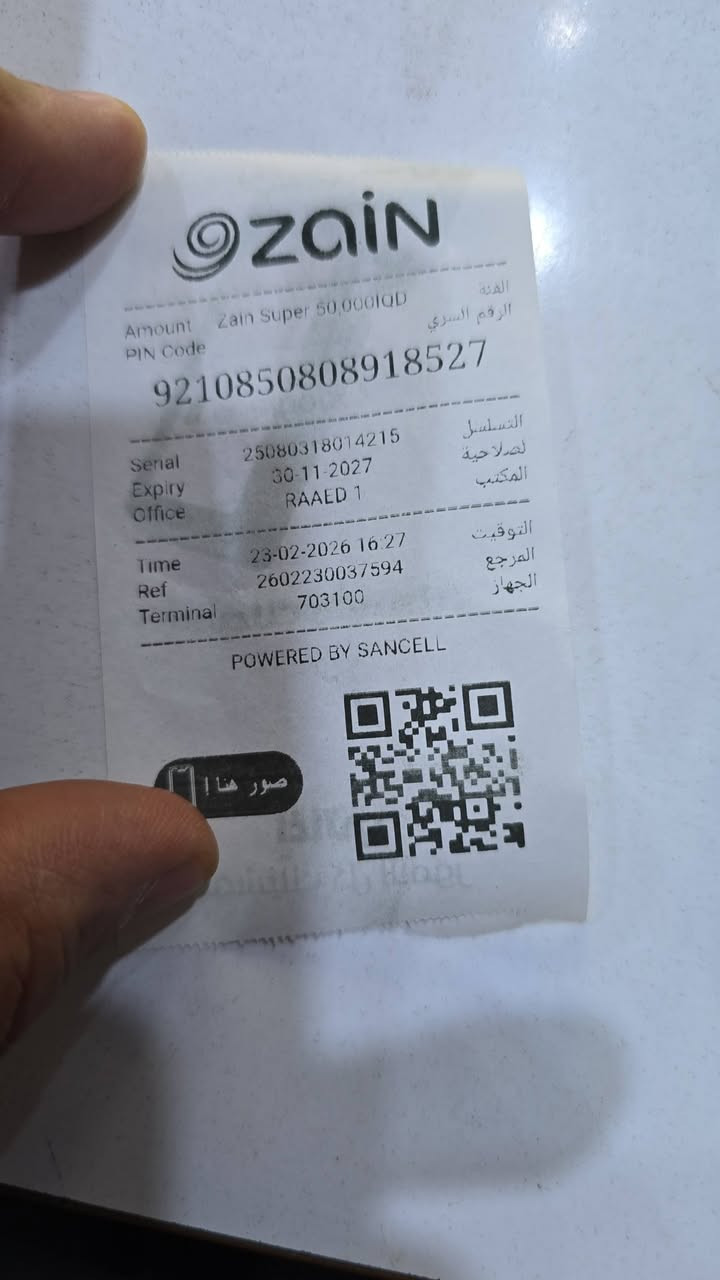 zain
Amount Zain Super 50,000IQD الفئة
PIN Code الرقم السري
9210850808918527
Serial 25080318014215 التسلسل
Expiry 30-11-2027 لصلاحية
Office RAAED 1 المكتب
Time 23-02-2026 16:27 التوقيت
Ref 2602230037594 المرجع
Terminal 703100 الجهاز
POWERED BY SANCELL
صور هنا !